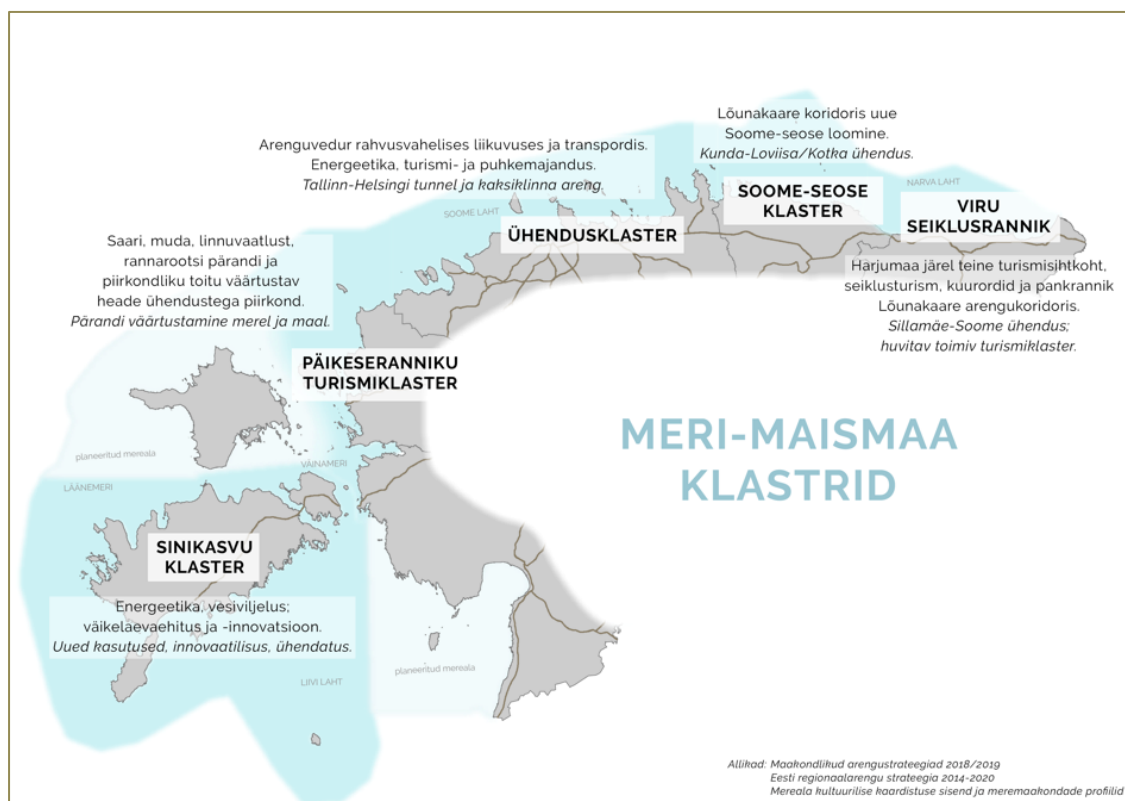 Lõunakaare koridoris uue
Soome-seose loomine.
Kunda-Loviisa/Kotka ühendus.
Arenguvedur rahvusvahelises liikuvuses ja transpordis.
Energeetika, turismi- ja puhkemajandus.
Tallinn-Helsingi tunnel ja kaksiklinna areng.
SOOME LAHT
NARVA LAHT
SOOME-SEOSE
KLASTER
VIRU
SEIKLUSRANNIK
ÜHENDUSKLASTER
Saari, muda, linnuvaatlust,
rannarootsi pärandi ja
piirkondliku toitu väärtustav
heade ühendustega piirkond.
Pärandi väärtustamine merel ja maal.
Harjumaa järel teine turismisihtkoht,
seiklusturism, kuurordid ja pankrannik
Lõunakaare arengukoridoris.
Sillamäe-Soome ühendus;
huvitav toimiv turismiklaster.
PÄIKESERANNIKU
TURISMIKLASTER
MERI-MAISMAA
KLASTRID
planeeritud mereala
VÄINAMERI
LÄÄNEMERI
SINIKASVU
KLASTER
Energeetika, vesiviljelus;
väikelaevaehitus ja -innovatsioon.
Uued kasutused, innovaatilisus, ühendatus.
planeeritud mereala
LIIVI LAHT
Allikad: Maakondlikud arengustrateegiad 2018/2019
Eesti regionaalarengu strateegia 2014-2020
Mereala kultuurilise kaardistuse sisend ja meremaakondade profiilid